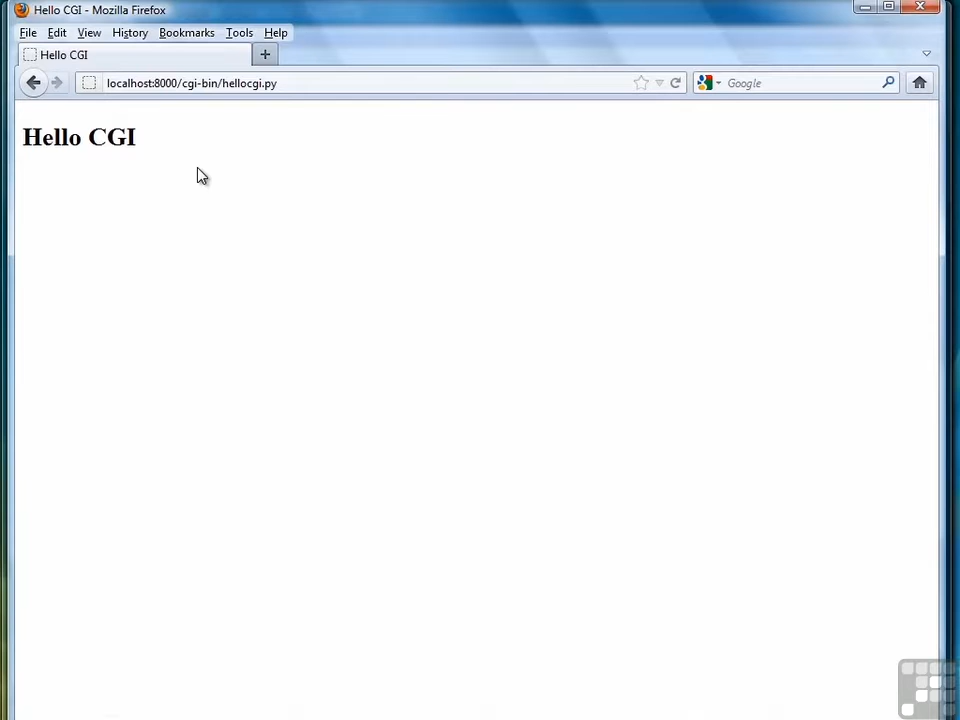 Hello CGI - Mozilla Firefox
File Edit View History Bookmarks Tools Help
Hello CGI
localhost:8000/cgi-bin/hellocgi.py Google
Hello CGI